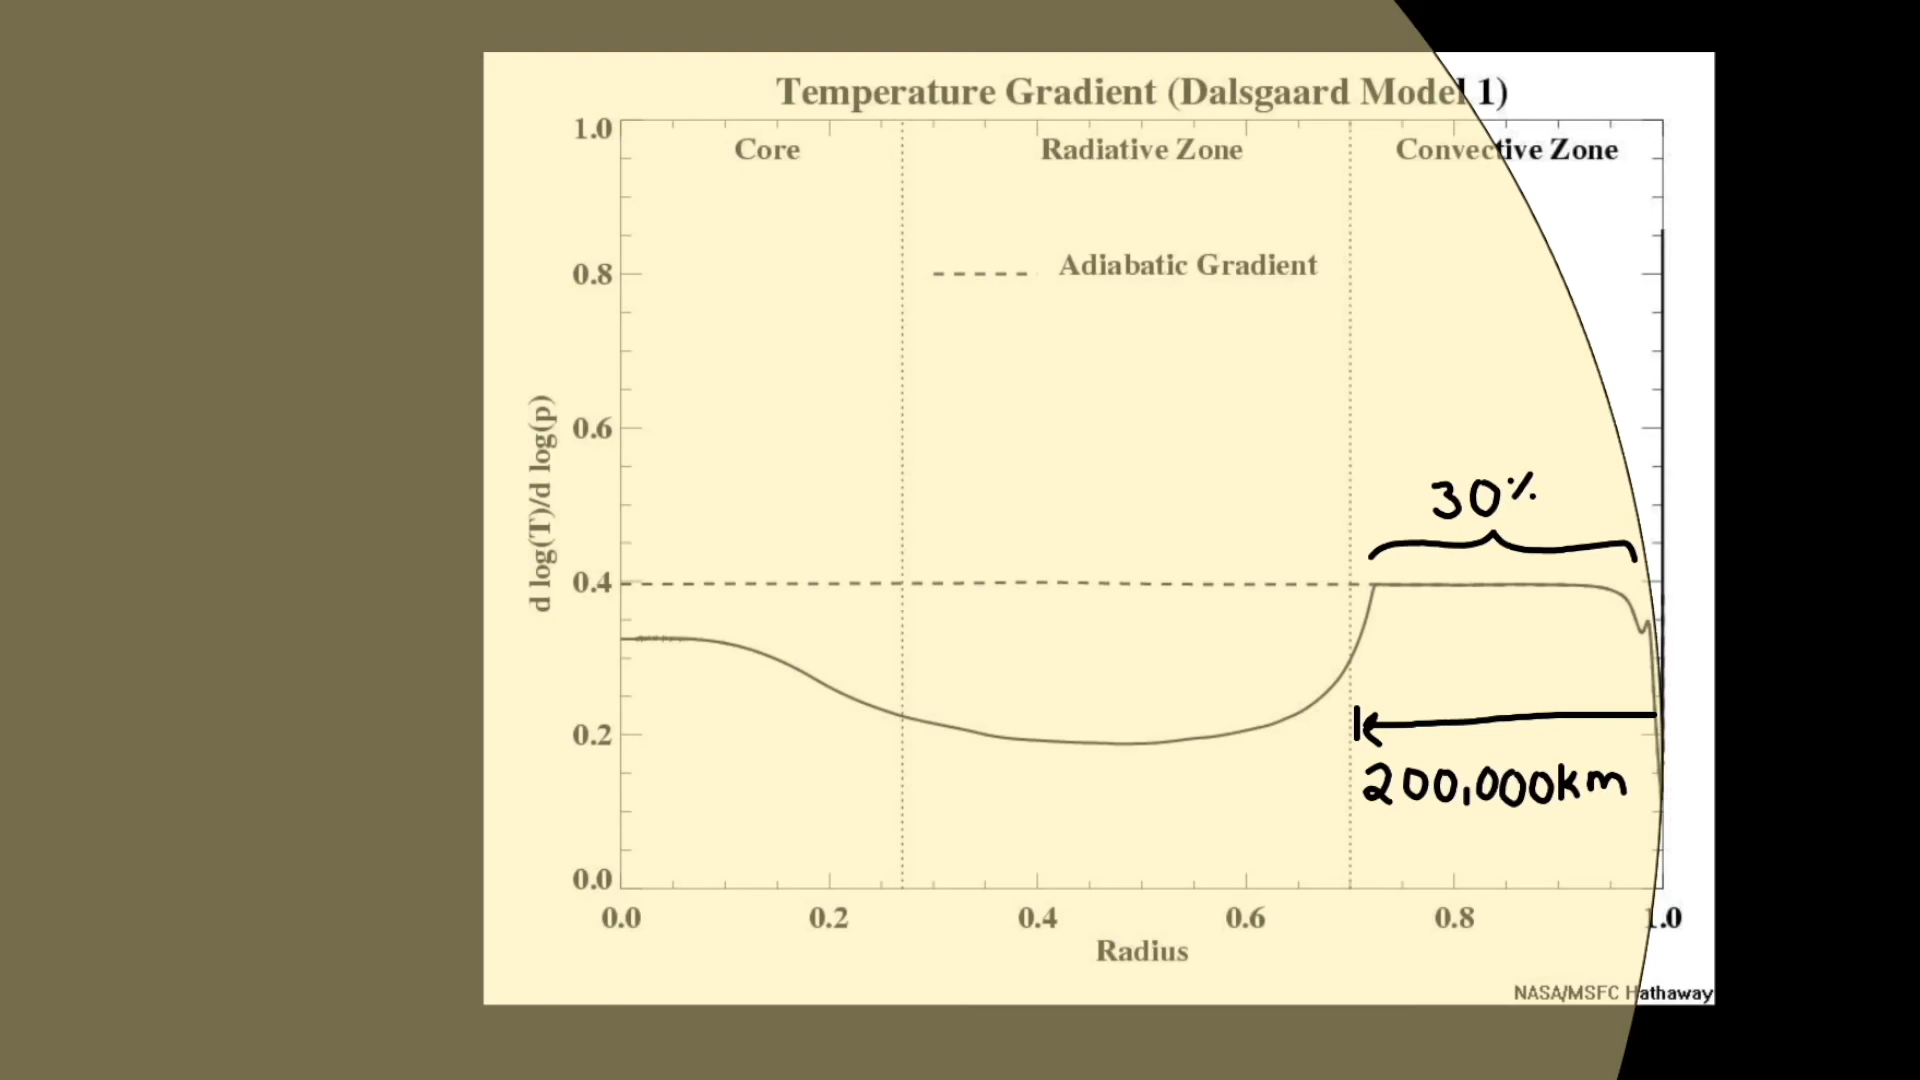 Temperature Gradient (Dalsgaard Model 1)
1.0
Core
Radiative Zone
Convective Zone
0.8
Adiabatic Gradient
0.6
30%
d log(T)/d log(p)
0.4
0.2
200,000km
0.0
0.0
0.2
0.4
0.6
0.8
1.0
Radius
NASA/MSFC Hathaway